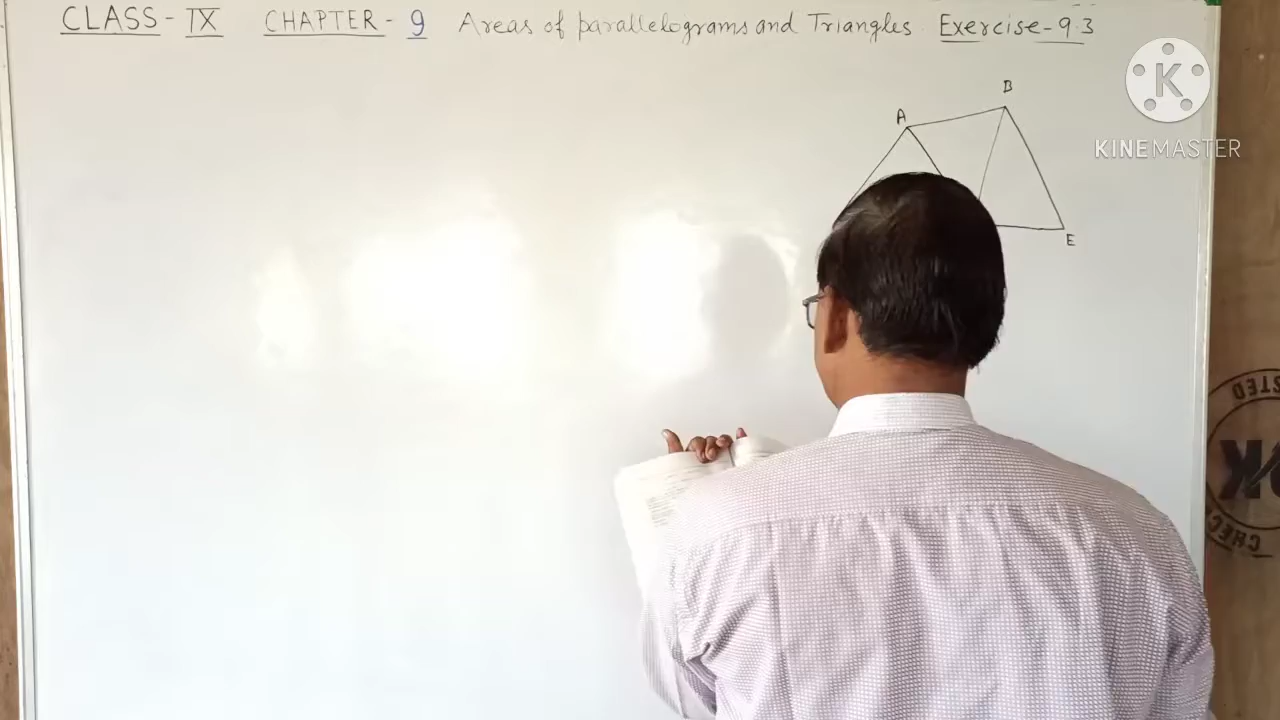 CLASS - IX CHAPTER - 9 Areas of parallelograms and Triangles Exercise - 9.3
B
A
E
K
KINEMASTER